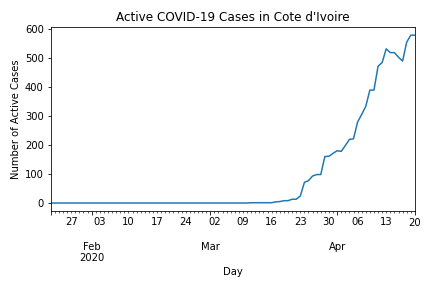 Active COVID-19 Cases in Cote d'Ivoire
Number of Active Cases
600
500
400
300
200
100
0
27 03 10 17 24 02 09 16 23 30 06 13 20
Feb Mar Apr
2020
Day